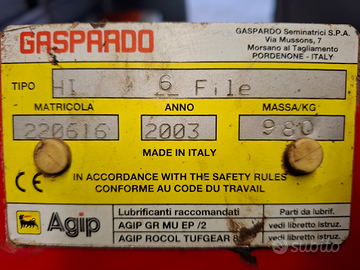 GASPARDO
GASPARDO Seminatrici S.P.A.
Via Mussons, 7
Morsano al Tagliamento
PORDENONE - ITALY
TIPO HI 6 File
MATRICOLA ANNO MASSA/KG
220616 2003 980
MADE IN ITALY
CE IN ACCORDANCE WITH THE SAFETY RULES
CONFORME AU CODE DU TRAVAIL
Agip
Lubrificanti raccomandati Parti da lubrif.
AGIP GR MU EP /2 vedi libretto istruz.
AGIP ROCOL TUFGEAR vedi libretto istruz.
subito